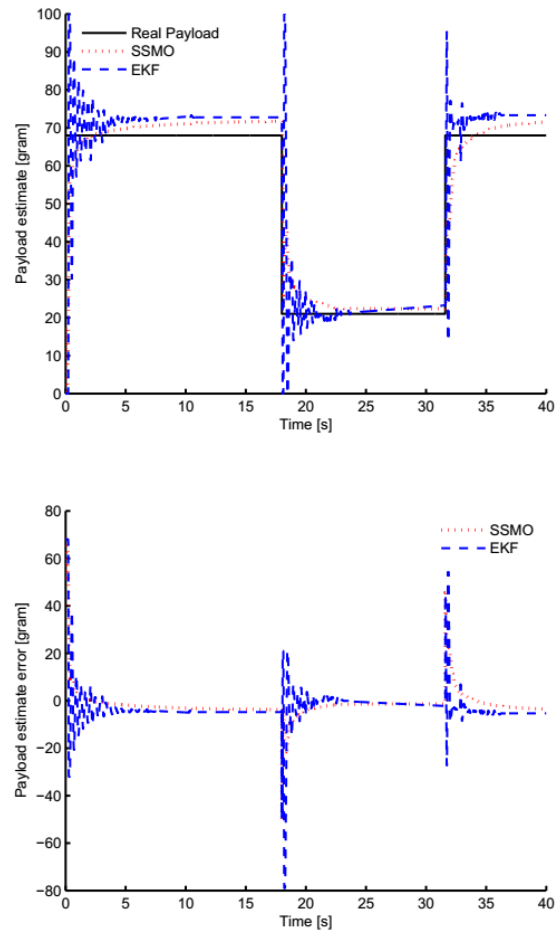 100
90
80
70
60
50
40
30
20
10
0
Payload estimate [gram]
Real Payload
SSMO
EKF
0 5 10 15 20 25 30 35 40
Time [s]
80
60
40
20
0
−20
−40
−60
−80
Payload estimate error [gram]
SSMO
EKF
0 5 10 15 20 25 30 35 40
Time [s]